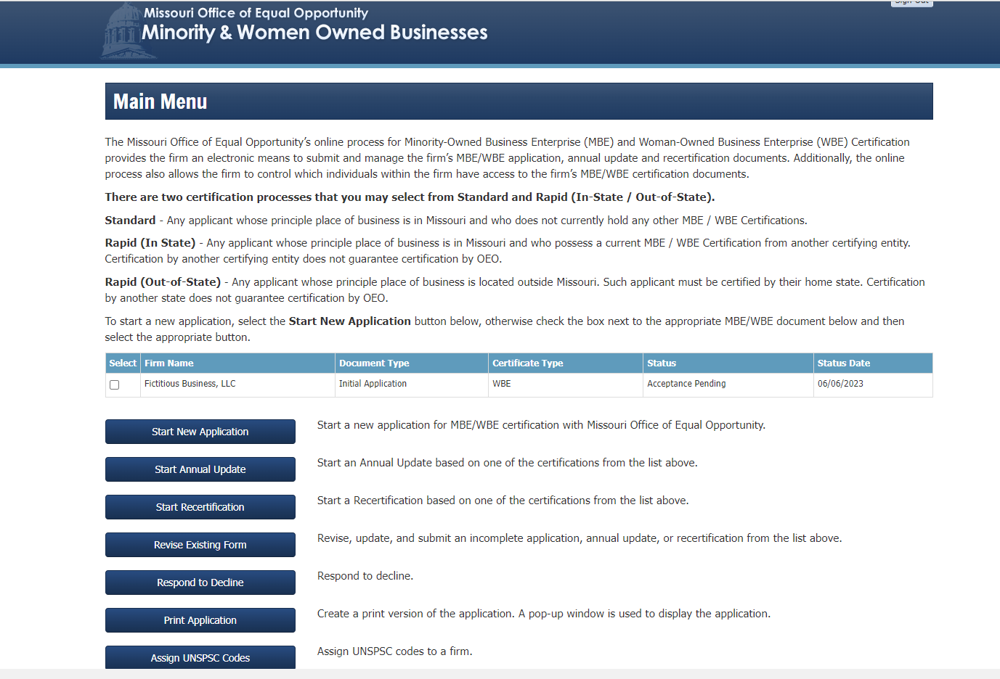 Sign Out
Missouri Office of Equal Opportunity
Minority & Women Owned Businesses
Main Menu
The Missouri Office of Equal Opportunity’s online process for Minority-Owned Business Enterprise (MBE) and Woman-Owned Business Enterprise (WBE) Certification
provides the firm an electronic means to submit and manage the firm’s MBE/WBE application, annual update and recertification documents. Additionally, the online
process also allows the firm to control which individuals within the firm have access to the firm’s MBE/WBE certification documents.
There are two certification processes that you may select from Standard and Rapid (In-State / Out-of-State).
Standard - Any applicant whose principle place of business is in Missouri and who does not currently hold any other MBE / WBE Certifications.
Rapid (In State) - Any applicant whose principle place of business is in Missouri and who possess a current MBE / WBE Certification from another certifying entity.
Certification by another certifying entity does not guarantee certification by OEO.
Rapid (Out-of-State) - Any applicant whose principle place of business is located outside Missouri. Such applicant must be certified by their home state. Certification
by another state does not guarantee certification by OEO.
To start a new application, select the Start New Application button below, otherwise check the box next to the appropriate MBE/WBE document below and then
select the appropriate button.
Select Firm Name Document Type Certificate Type Status Status Date
Fictitious Business, LLC Initial Application WBE Acceptance Pending 06/06/2023
Start New Application Start a new application for MBE/WBE certification with Missouri Office of Equal Opportunity.
Start Annual Update Start an Annual Update based on one of the certifications from the list above.
Start Recertification Start a Recertification based on one of the certifications from the list above.
Revise Existing Form Revise, update, and submit an incomplete application, annual update, or recertification from the list above.
Respond to Decline Respond to decline.
Print Application Create a print version of the application. A pop-up window is used to display the application.
Assign UNSPSC Codes Assign UNSPSC codes to a firm.